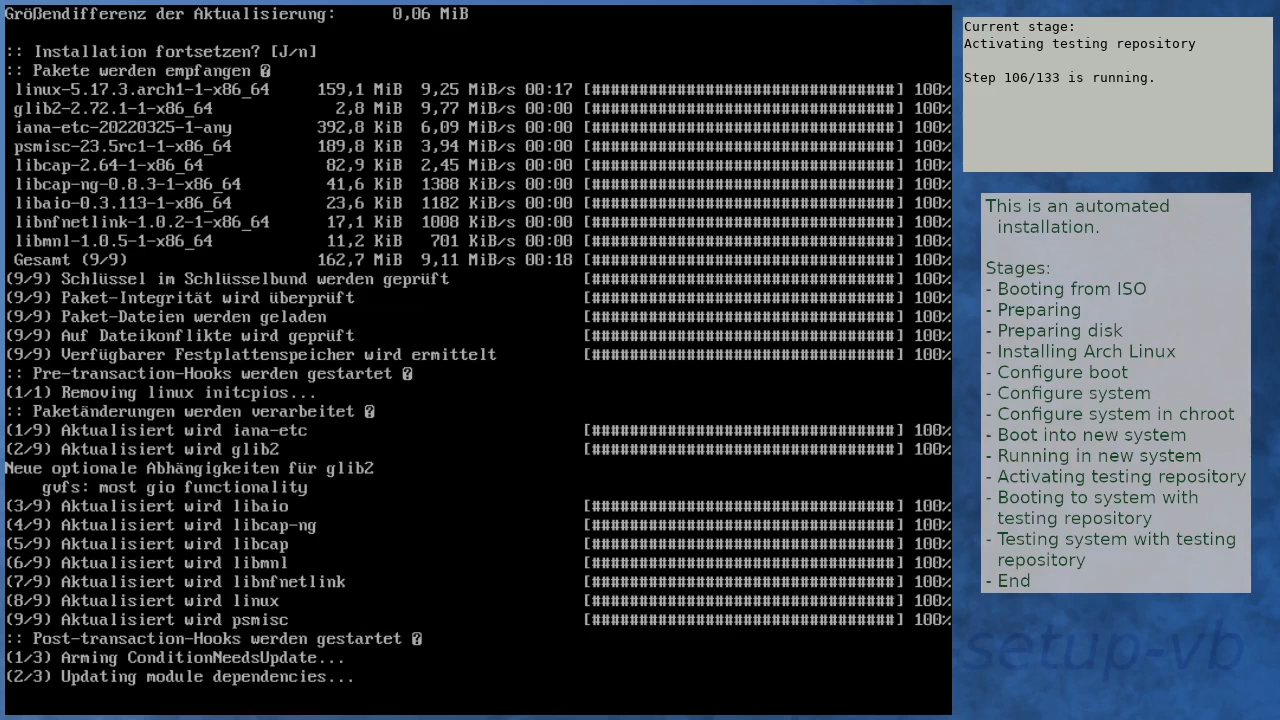 Größendifferenz der Aktualisierung:      0,06 MiB
:: Installation fortsetzen? [J/n]
:: Pakete werden empfangen �
linux-5.17.3.arch1-1-x86_64     159,1 MiB  9,25 MiB/s 00:17 [################################] 100%
glib2-2.72.1-1-x86_64     2,8 MiB  9,77 MiB/s 00:00 [################################] 100%
iana-etc-20220325-1-any     392,8 KiB  6,09 MiB/s 00:00 [################################] 100%
psmisc-23.5rc1-1-x86_64     189,8 KiB  3,94 MiB/s 00:00 [################################] 100%
libcap-2.64-1-x86_64     82,9 KiB  2,45 MiB/s 00:00 [################################] 100%
libcap-ng-0.8.3-1-x86_64     41,6 KiB  1388 KiB/s 00:00 [################################] 100%
libaio-0.3.113-1-x86_64     23,6 KiB  1182 KiB/s 00:00 [################################] 100%
libnfnetlink-1.0.2-1-x86_64     17,1 KiB  1008 KiB/s 00:00 [################################] 100%
libmnl-1.0.5-1-x86_64     11,2 KiB  701 KiB/s 00:00 [################################] 100%
Gesamt (9/9)     162,7 MiB  9,11 MiB/s 00:18 [################################] 100%
(9/9) Schlüssel im Schlüsselbund werden geprüft     [################################] 100%
(9/9) Paket-Integrität wird überprüft     [################################] 100%
(9/9) Paket-Dateien werden geladen     [################################] 100%
(9/9) Auf Dateikonflikte wird geprüft     [################################] 100%
(9/9) Verfügbarer Festplattenspeicher wird ermittelt     [################################] 100%
:: Pre-transaction-Hooks werden gestartet �
(1/1) Removing linux initcpios...
:: Paketänderungen werden verarbeitet �
(1/9) Aktualisiert wird iana-etc     [################################] 100%
(2/9) Aktualisiert wird glib2     [################################] 100%
Neue optionale Abhängigkeiten für glib2
gvfs: most gio functionality
(3/9) Aktualisiert wird libaio     [################################] 100%
(4/9) Aktualisiert wird libcap-ng     [################################] 100%
(5/9) Aktualisiert wird libcap     [################################] 100%
(6/9) Aktualisiert wird libmnl     [################################] 100%
(7/9) Aktualisiert wird libnfnetlink     [################################] 100%
(8/9) Aktualisiert wird linux     [################################] 100%
(9/9) Aktualisiert wird psmisc     [################################] 100%
:: Post-transaction-Hooks werden gestartet �
(1/3) Arming ConditionNeedsUpdate...
(2/3) Updating module dependencies...
Current stage:
Activating testing repository
Step 106/133 is running.
This is an automated
installation.
Stages:
- Booting from ISO
- Preparing
- Preparing disk
- Installing Arch Linux
- Configure boot
- Configure system
- Configure system in chroot
- Boot into new system
- Running in new system
- Activating testing repository
- Booting to system with
testing repository
- Testing system with testing
repository
- End
setup-vb